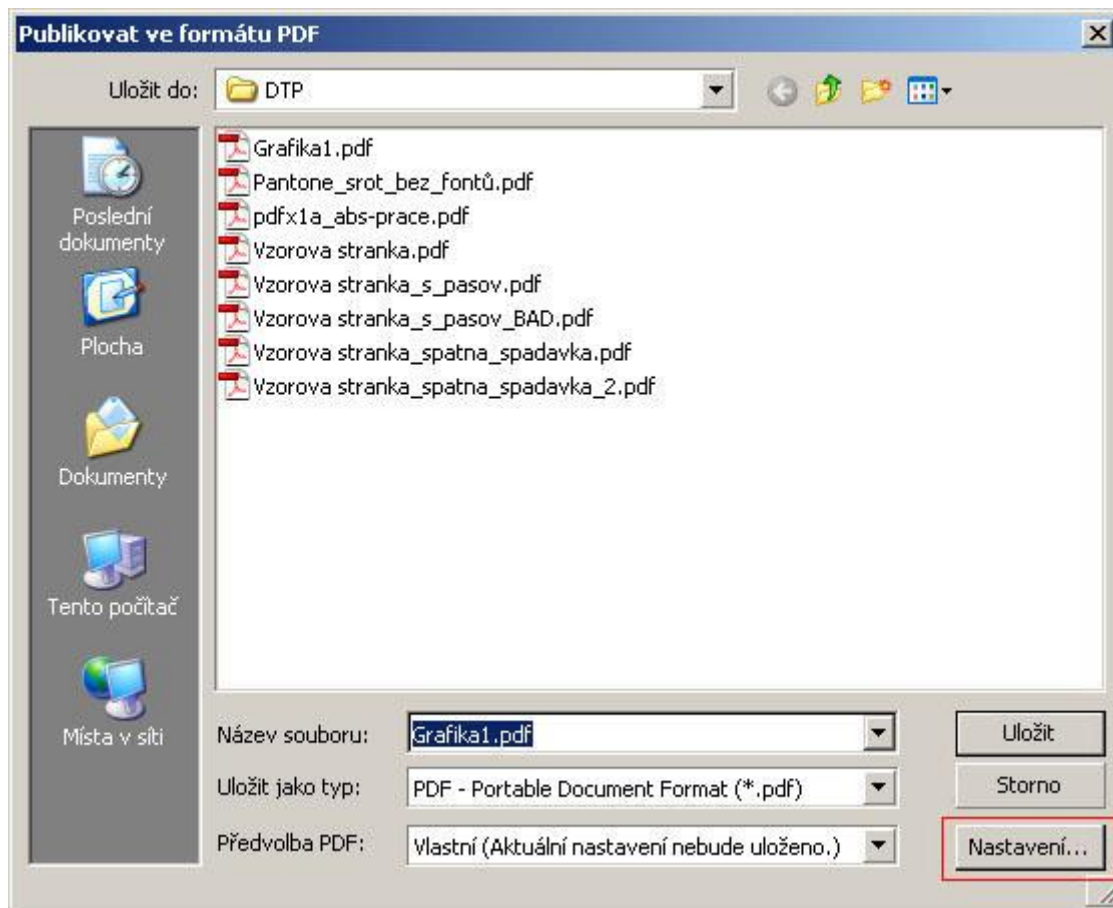 Publikovat ve formátu PDF
Uložit do:
DTP
Poslední
dokumenty
Plocha
Dokumenty
Tento počítač
Místa v síti
Grafika1.pdf
Pantone_srot_bez_fontů.pdf
pdfx1a_abs-prace.pdf
Vzorova stranka.pdf
Vzorova stranka_s_pasov.pdf
Vzorova stranka_s_pasov_BAD.pdf
Vzorova stranka_spatna_spadavka.pdf
Vzorova stranka_spatna_spadavka_2.pdf
Název souboru:
Grafika1.pdf
Uložit
Uložit jako typ:
PDF - Portable Document Format (*.pdf)
Storno
Předvolba PDF:
Vlastní (Aktuální nastavení nebude uloženo.)
Nastavení...